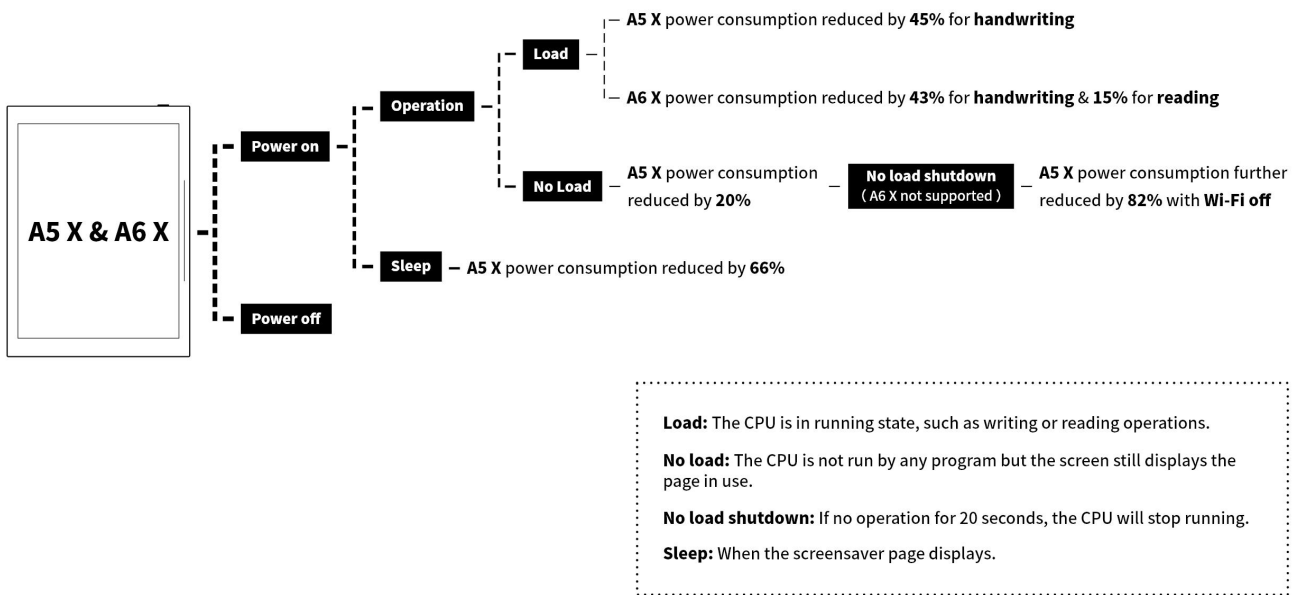 A5 X power consumption reduced by 45% for handwriting
Load
A6 X power consumption reduced by 43% for handwriting & 15% for reading
Operation
Power on
No Load
A5 X power consumption
reduced by 20%
No load shutdown
( A6 X not supported )
A5 X power consumption further
reduced by 82% with Wi-Fi off
A5 X & A6 X
Sleep
A5 X power consumption reduced by 66%
Power off
Load: The CPU is in running state, such as writing or reading operations.
No load: The CPU is not run by any program but the screen still displays the
page in use.
No load shutdown: If no operation for 20 seconds, the CPU will stop running.
Sleep: When the screensaver page displays.